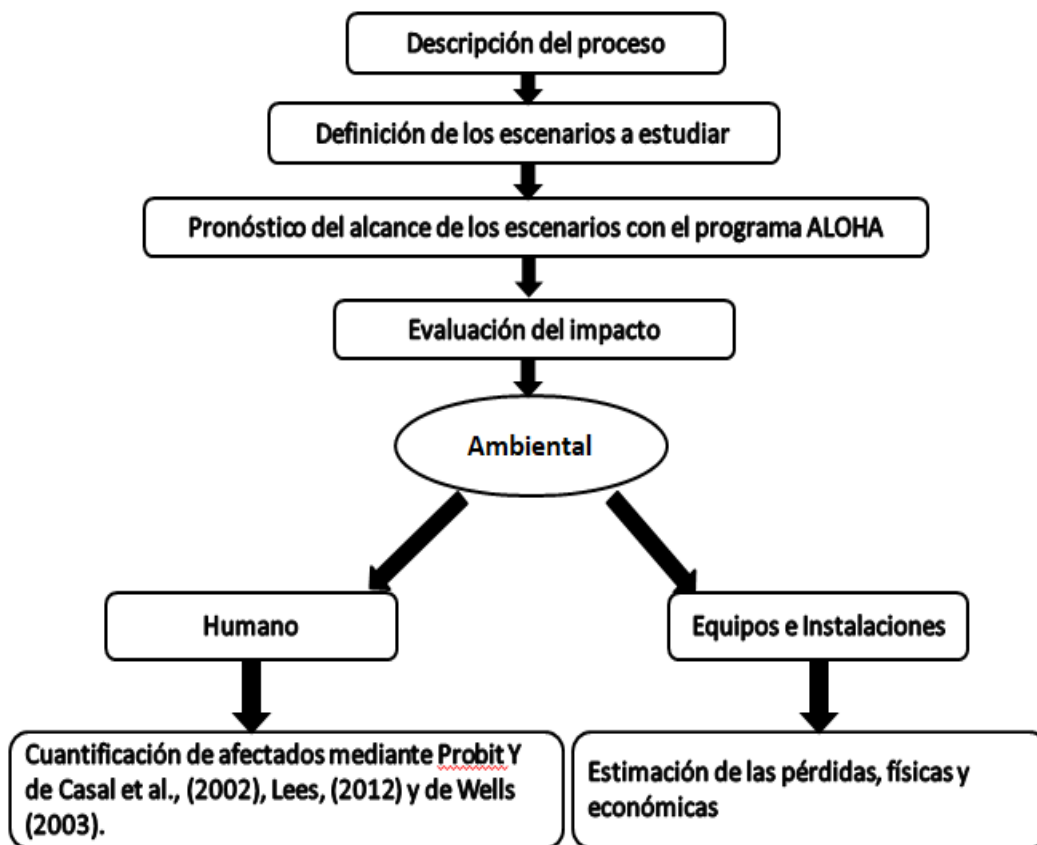 Descripción del proceso
Definición de los escenarios a estudiar
Pronóstico del alcance de los escenarios con el programa ALOHA
Evaluación del impacto
Ambiental
Humano
Equipos e Instalaciones
Cuantificación de afectados mediante Probit Y
de Casal et al., (2002), Lees, (2012) y de Wells
(2003).
Estimación de las pérdidas, físicas y
económicas